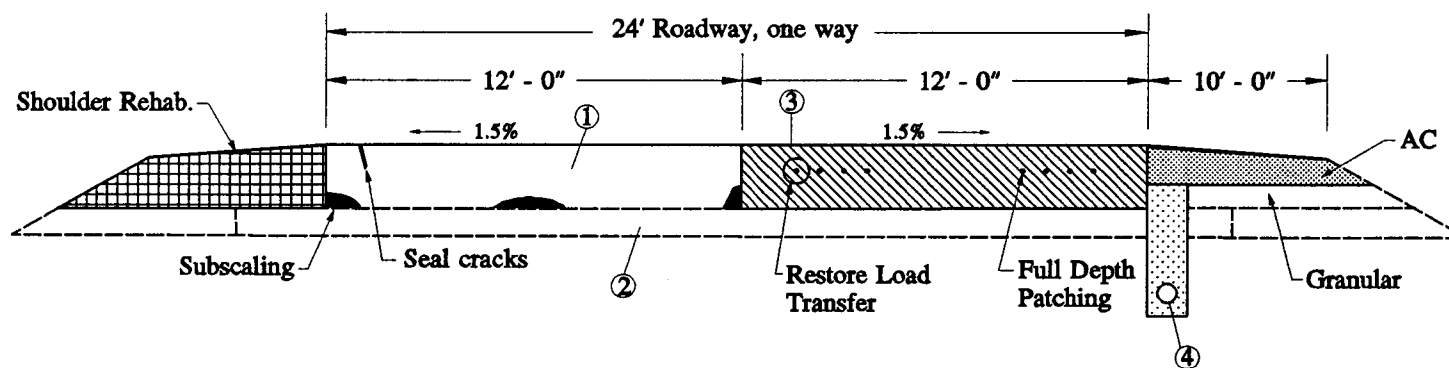 24' Roadway, one way
12' - 0"
12' - 0"
10' - 0"
Shoulder Rehab.
1.5%
①
③
1.5%
AC
Subscaling
Seal cracks
②
Restore Load
Transfer
Full Depth
Patching
Granular
④